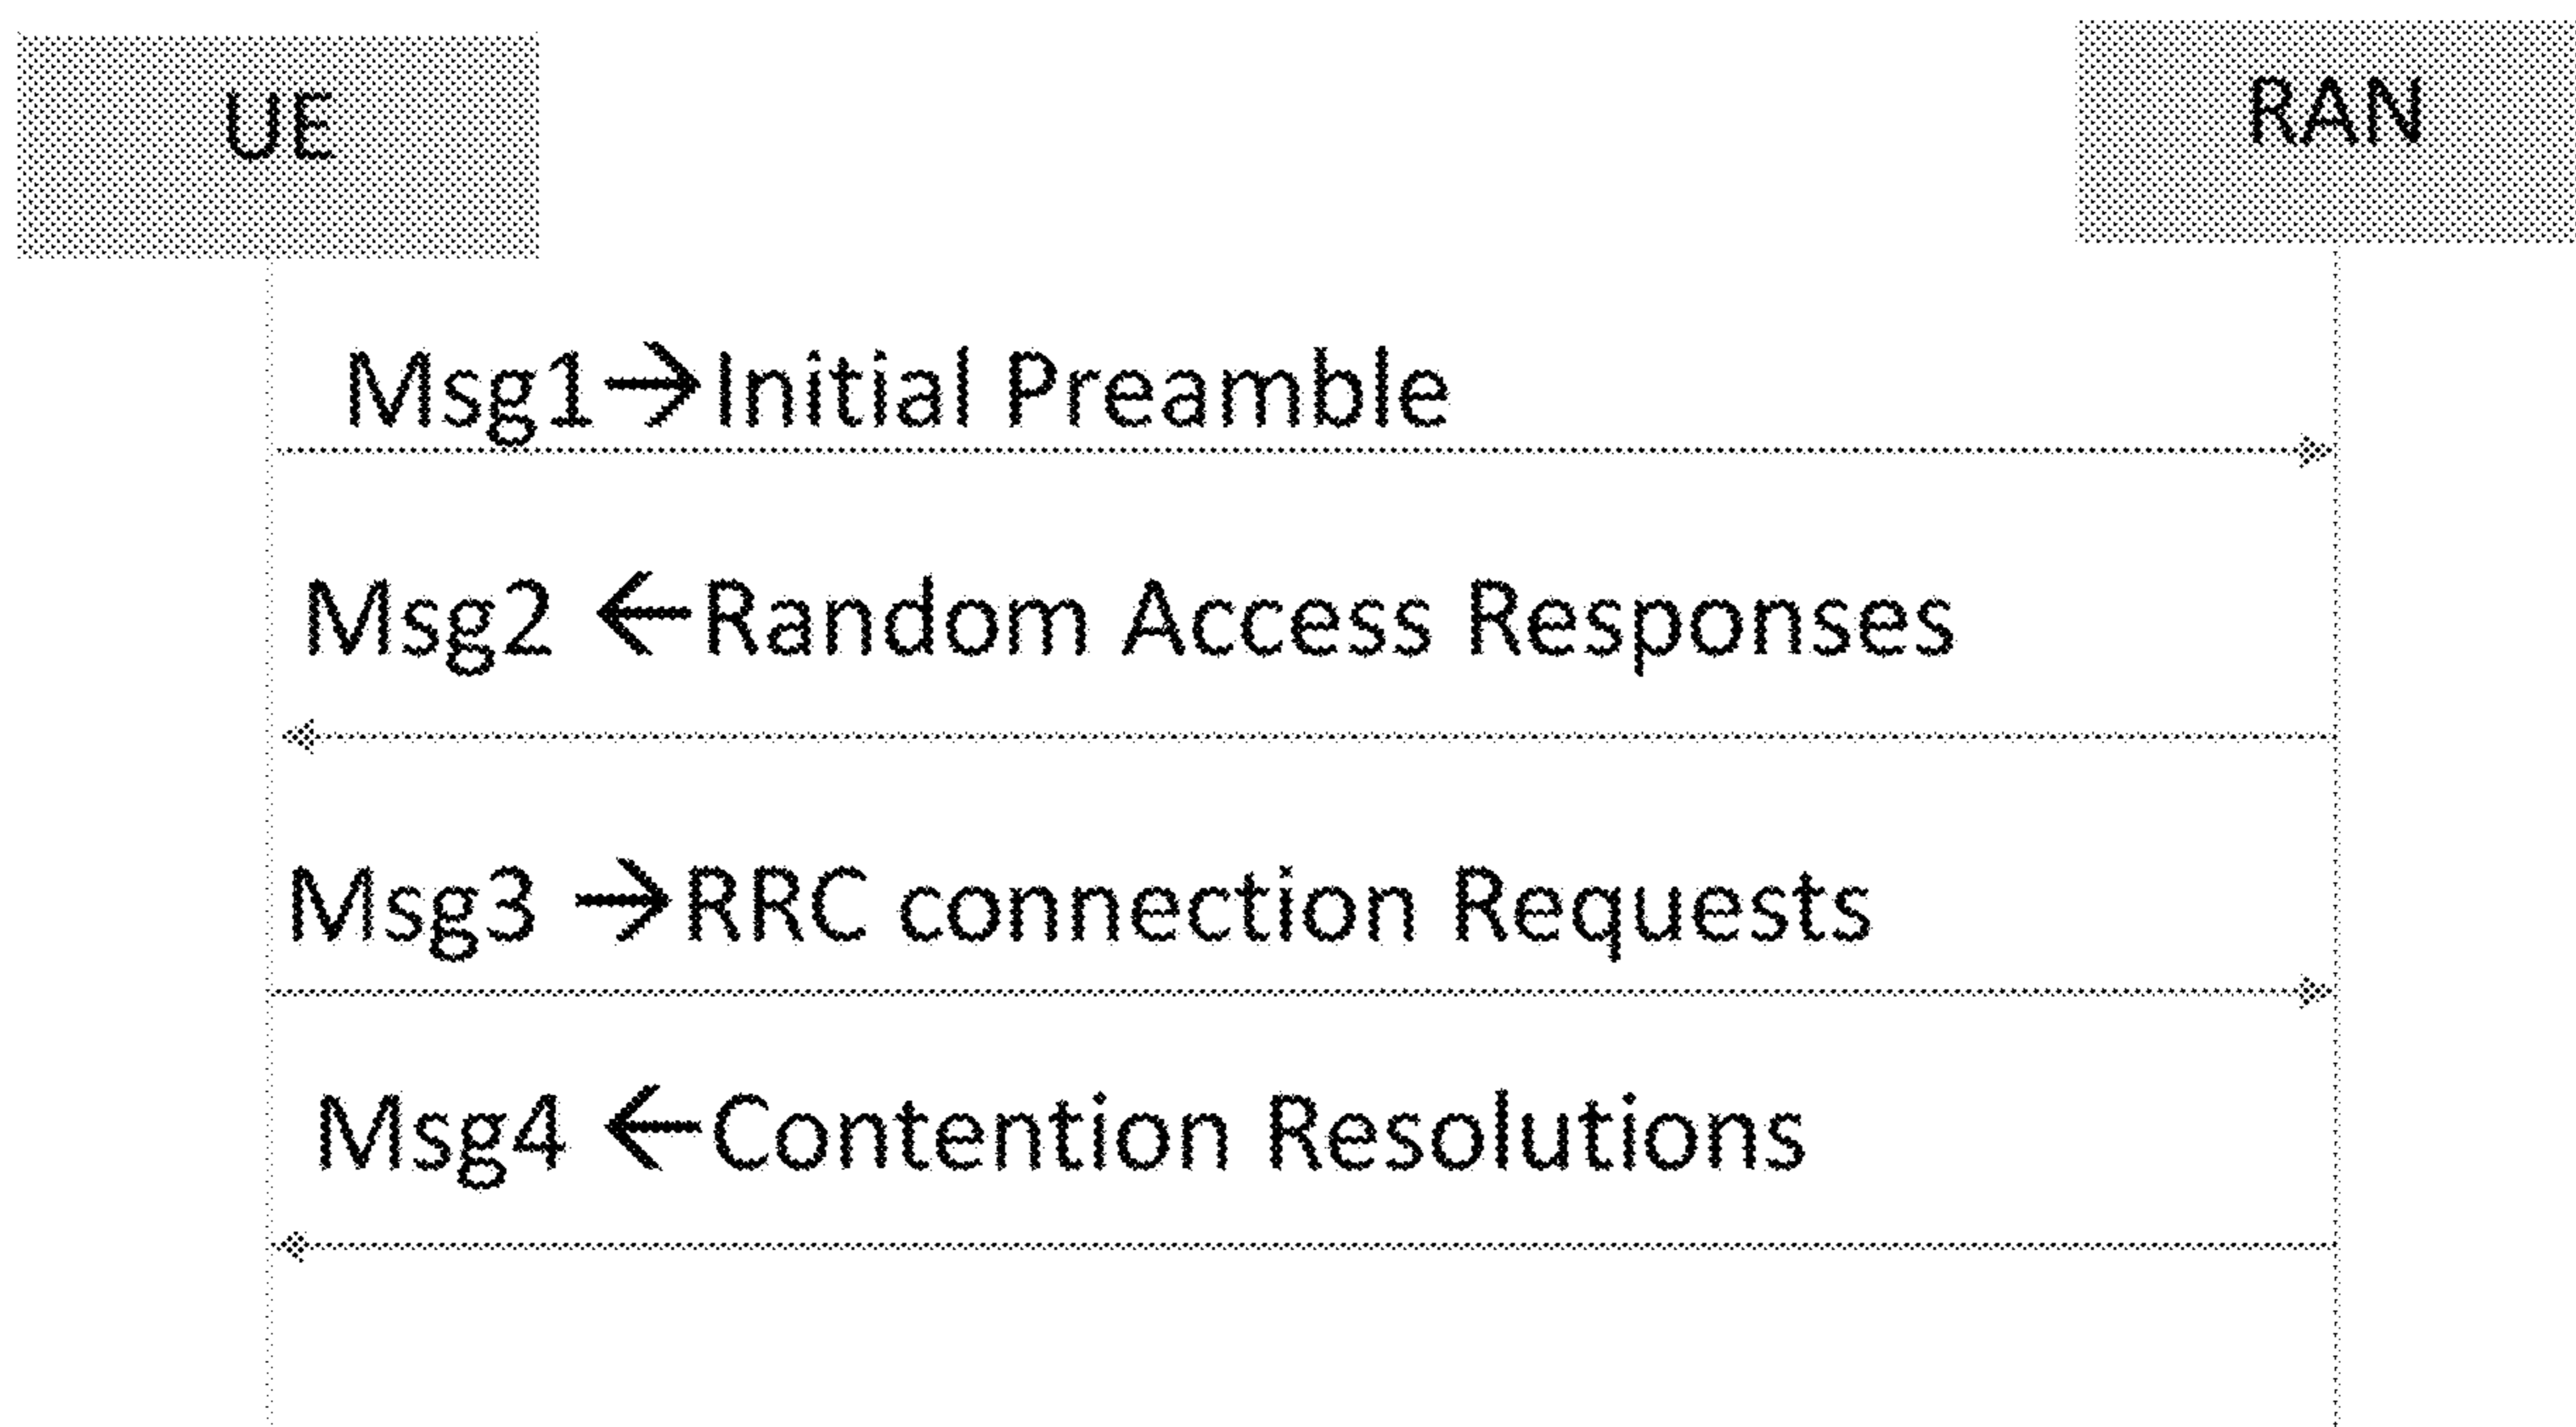 UE
RAN
Msg1→Initial Preamble
Msg2 ←Random Access Responses
Msg3 →RRC connection Requests
Msg4 ←Contention Resolutions